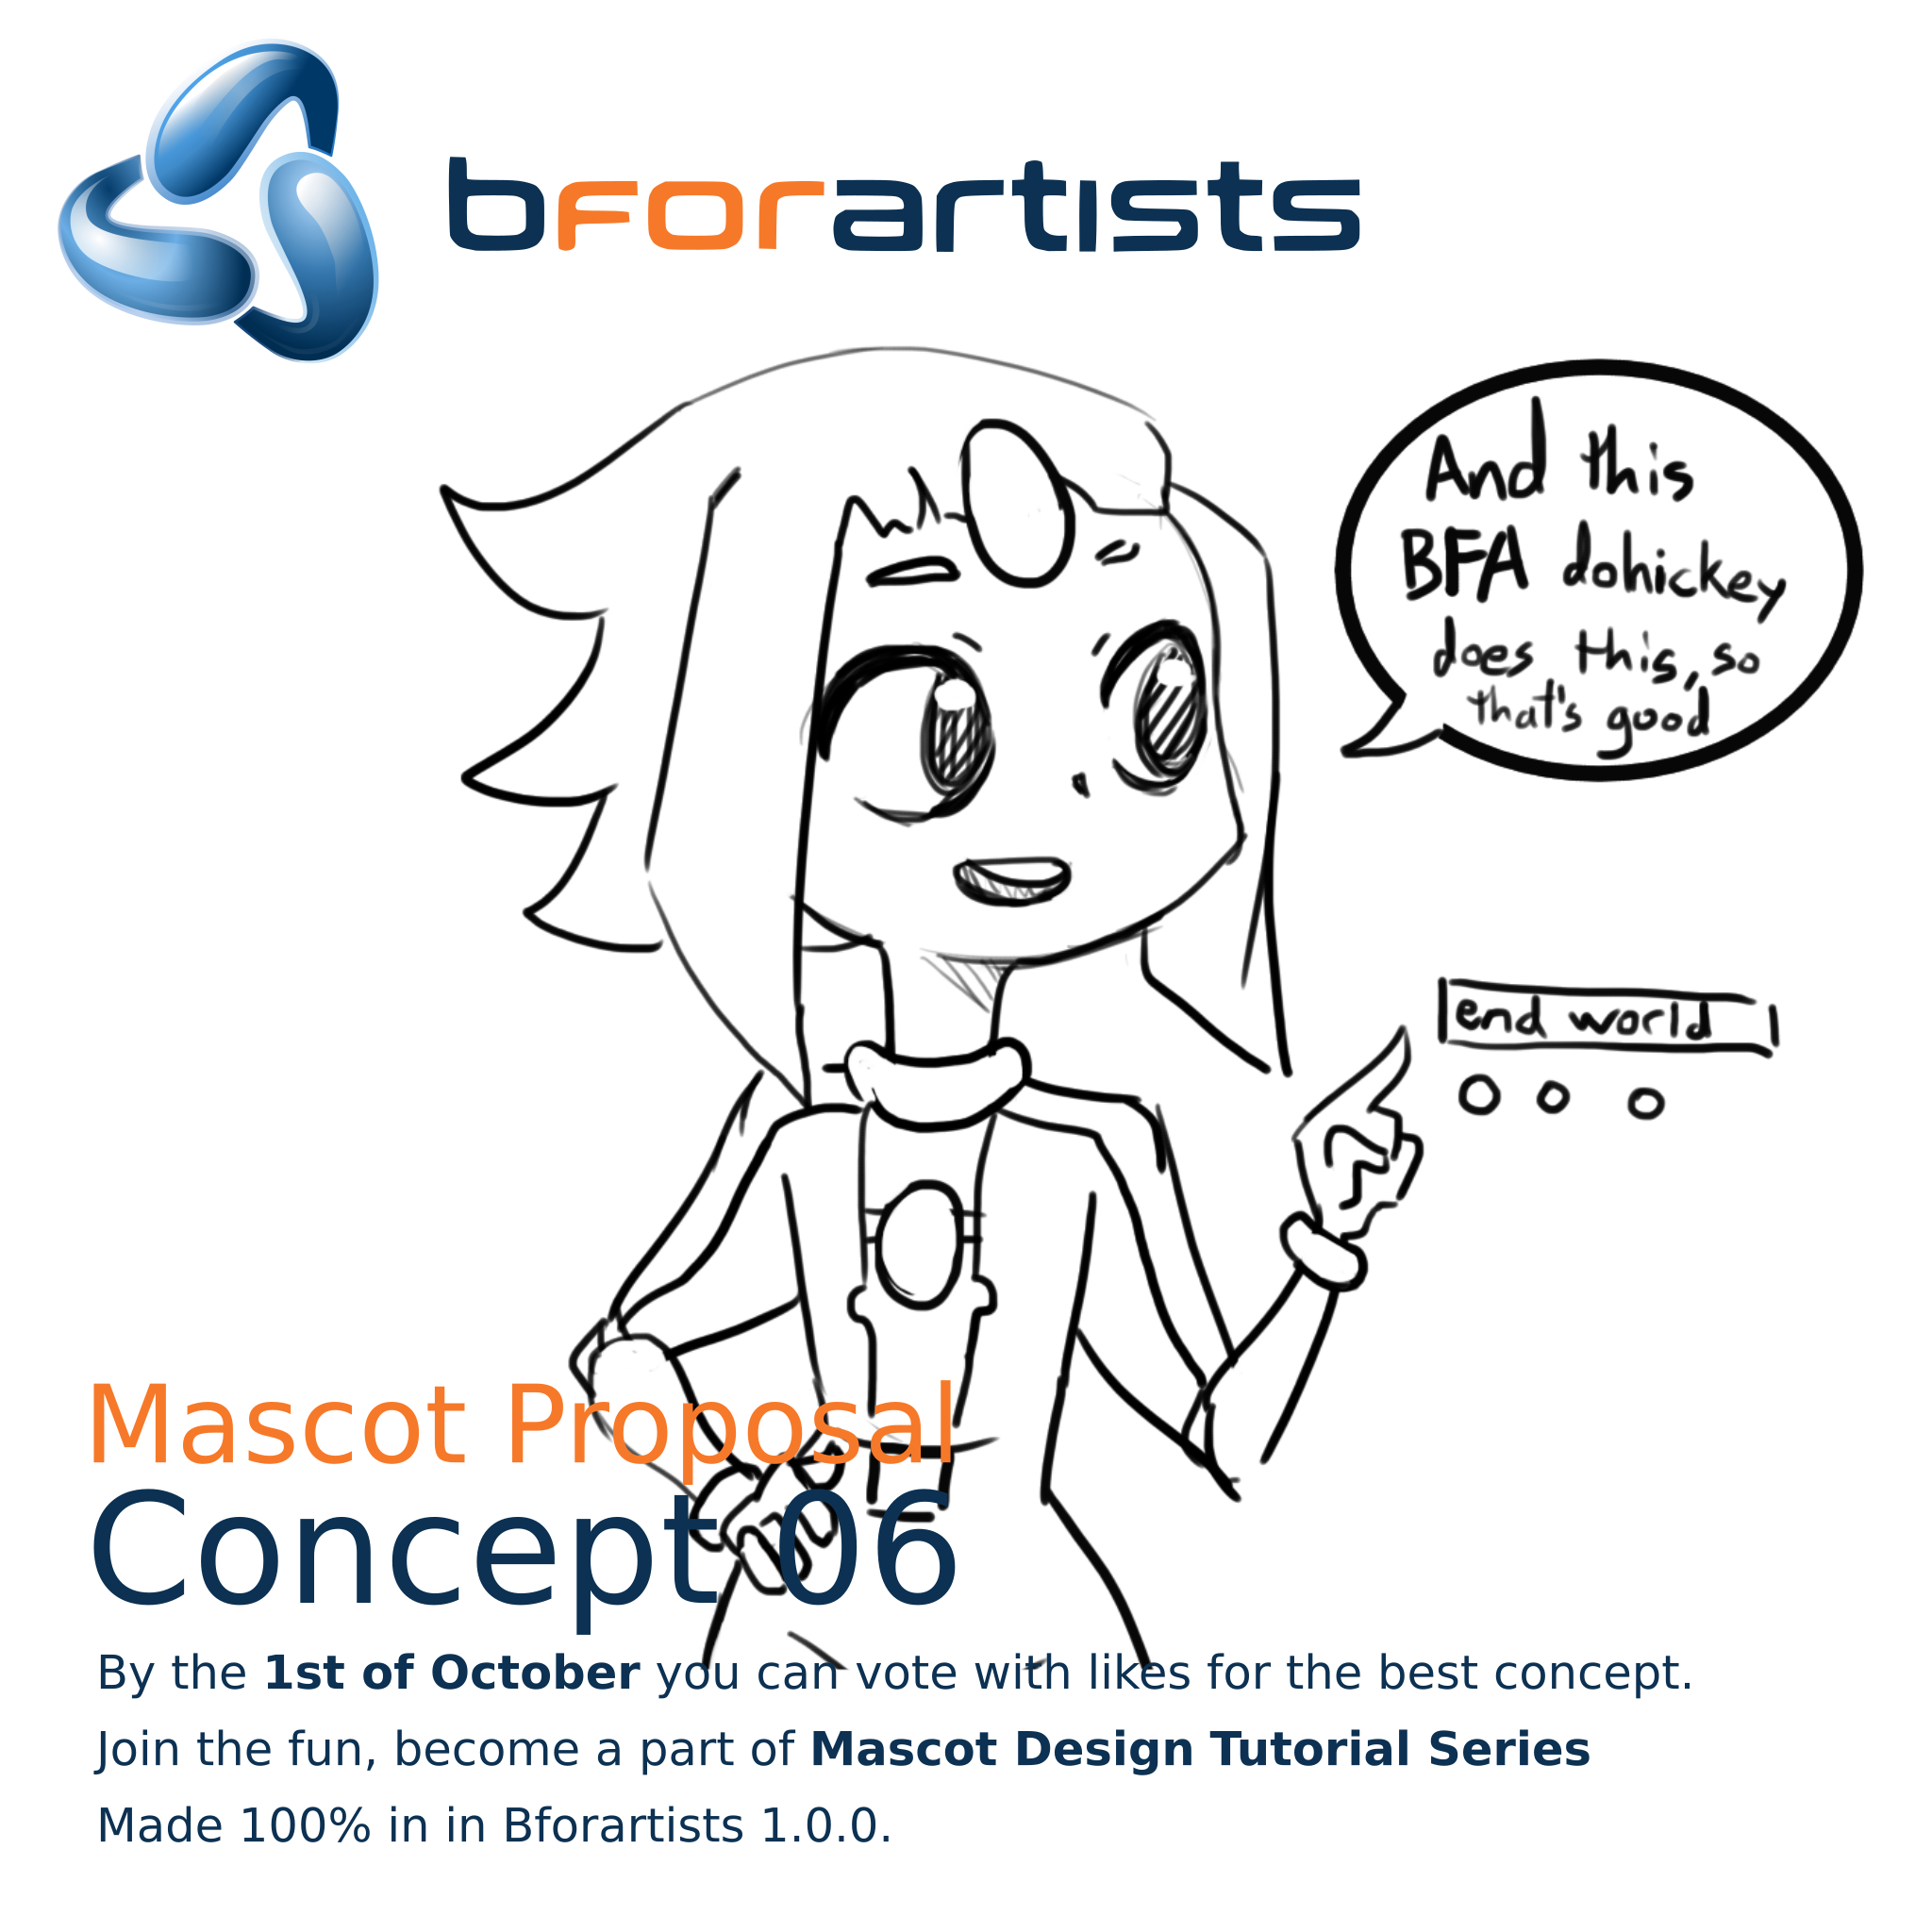 bforartists
And this
BFA dohickey
does this, so
that's good
end world
Mascot Proposal
Concept 06
By the 1st of October you can vote with likes for the best concept.
Join the fun, become a part of Mascot Design Tutorial Series
Made 100% in in Bforartists 1.0.0.